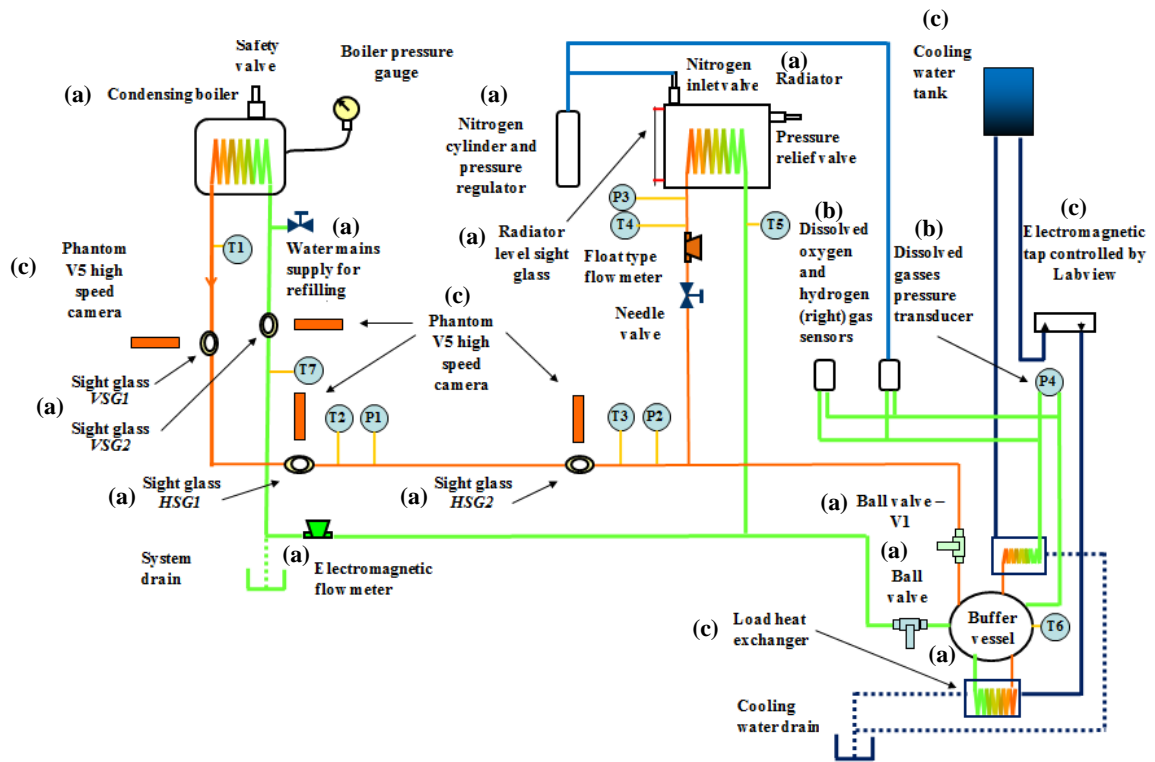 (a)
Safety
valve
Condensing boiler
Boiler pressure
gauge
(a)
Nitrogen
cylinder and
pressure
regulator
Nitrogen
inlet valve
(a)
Radiator
Pressure
relief valve
(c)
Cooling
water
tank
P3
T4
T5
(a)
Radiator
level sight
glass
Float type
flow meter
Needle
valve
(b)
Dissolved
oxygen
and
hydrogen
(right) gas
sensors
(b)
Dissolved
gasses
pressure
transducer
(c)
Electromagnetic
tap controlled by
Labview
P4
(c)
Phantom
V5 high
speed
camera
T1
(a)
Water mains
supply for
refilling
(c)
Phantom
V5 high
speed
camera
Sight glass
VSG1
(a)
Sight glass
VSG2
T7
T2
P1
T3
P2
(a)
Sight glass
HSG1
(a)
Sight glass
HSG2
(a)
Ball valve –
V1
(a)
Ball
valve
System
drain
(a)
Electromagnetic
flow meter
(c)
Load heat
exchanger
Buffer
vessel
(a)
T6
Cooling
water drain